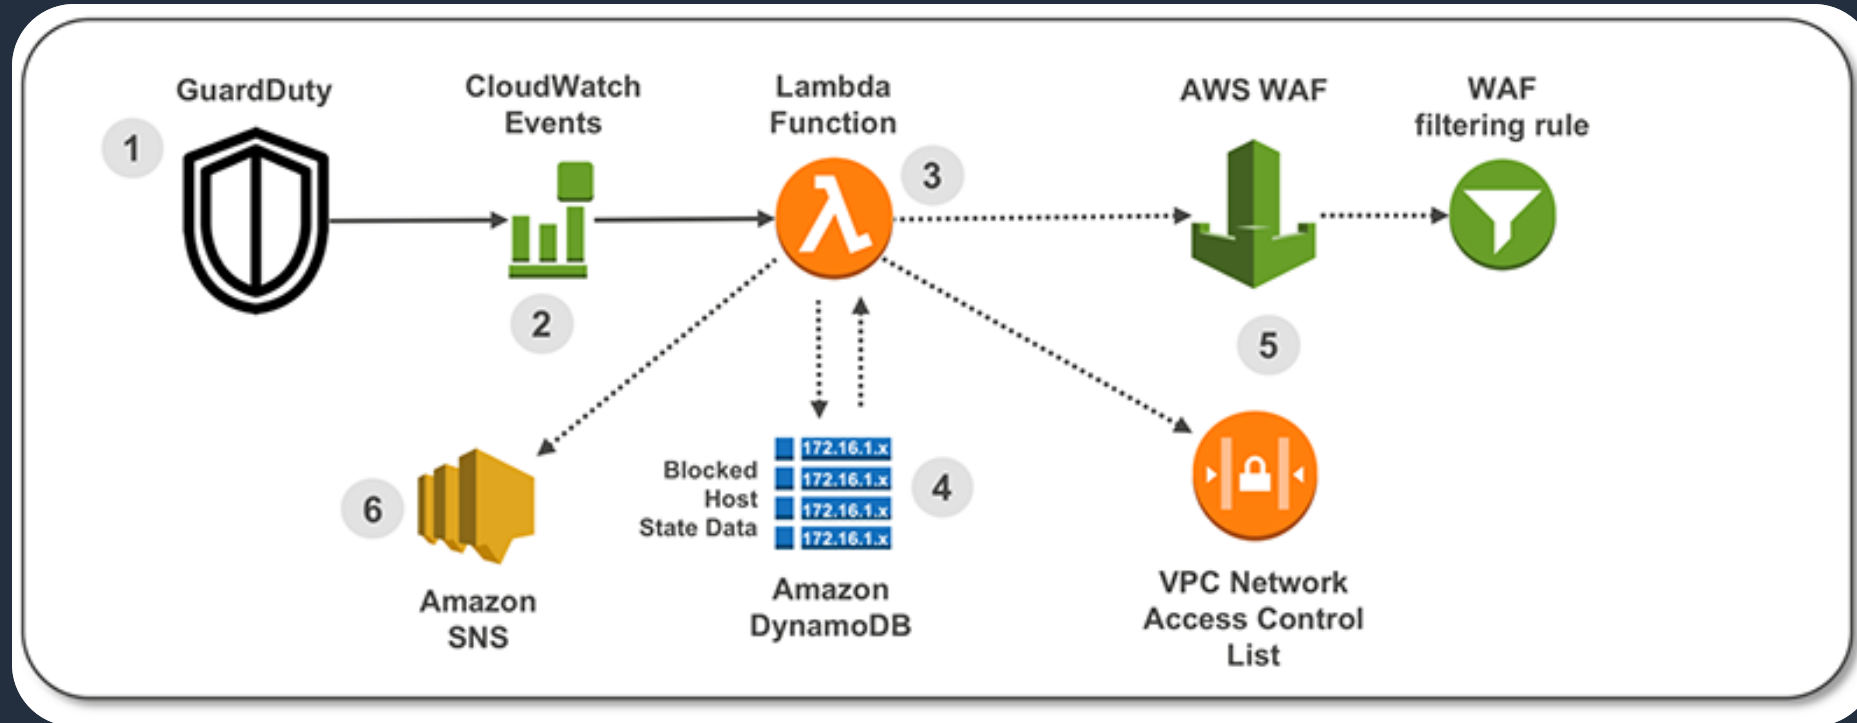 GuardDuty
1
CloudWatch
Events
2
Lambda
Function
3
AWS WAF
WAF
filtering rule
5
6
Amazon
SNS
Blocked
Host
State Data
172.16.1.x
172.16.1.x
172.16.1.x
172.16.1.x
4
Amazon
DynamoDB
VPC Network
Access Control
List